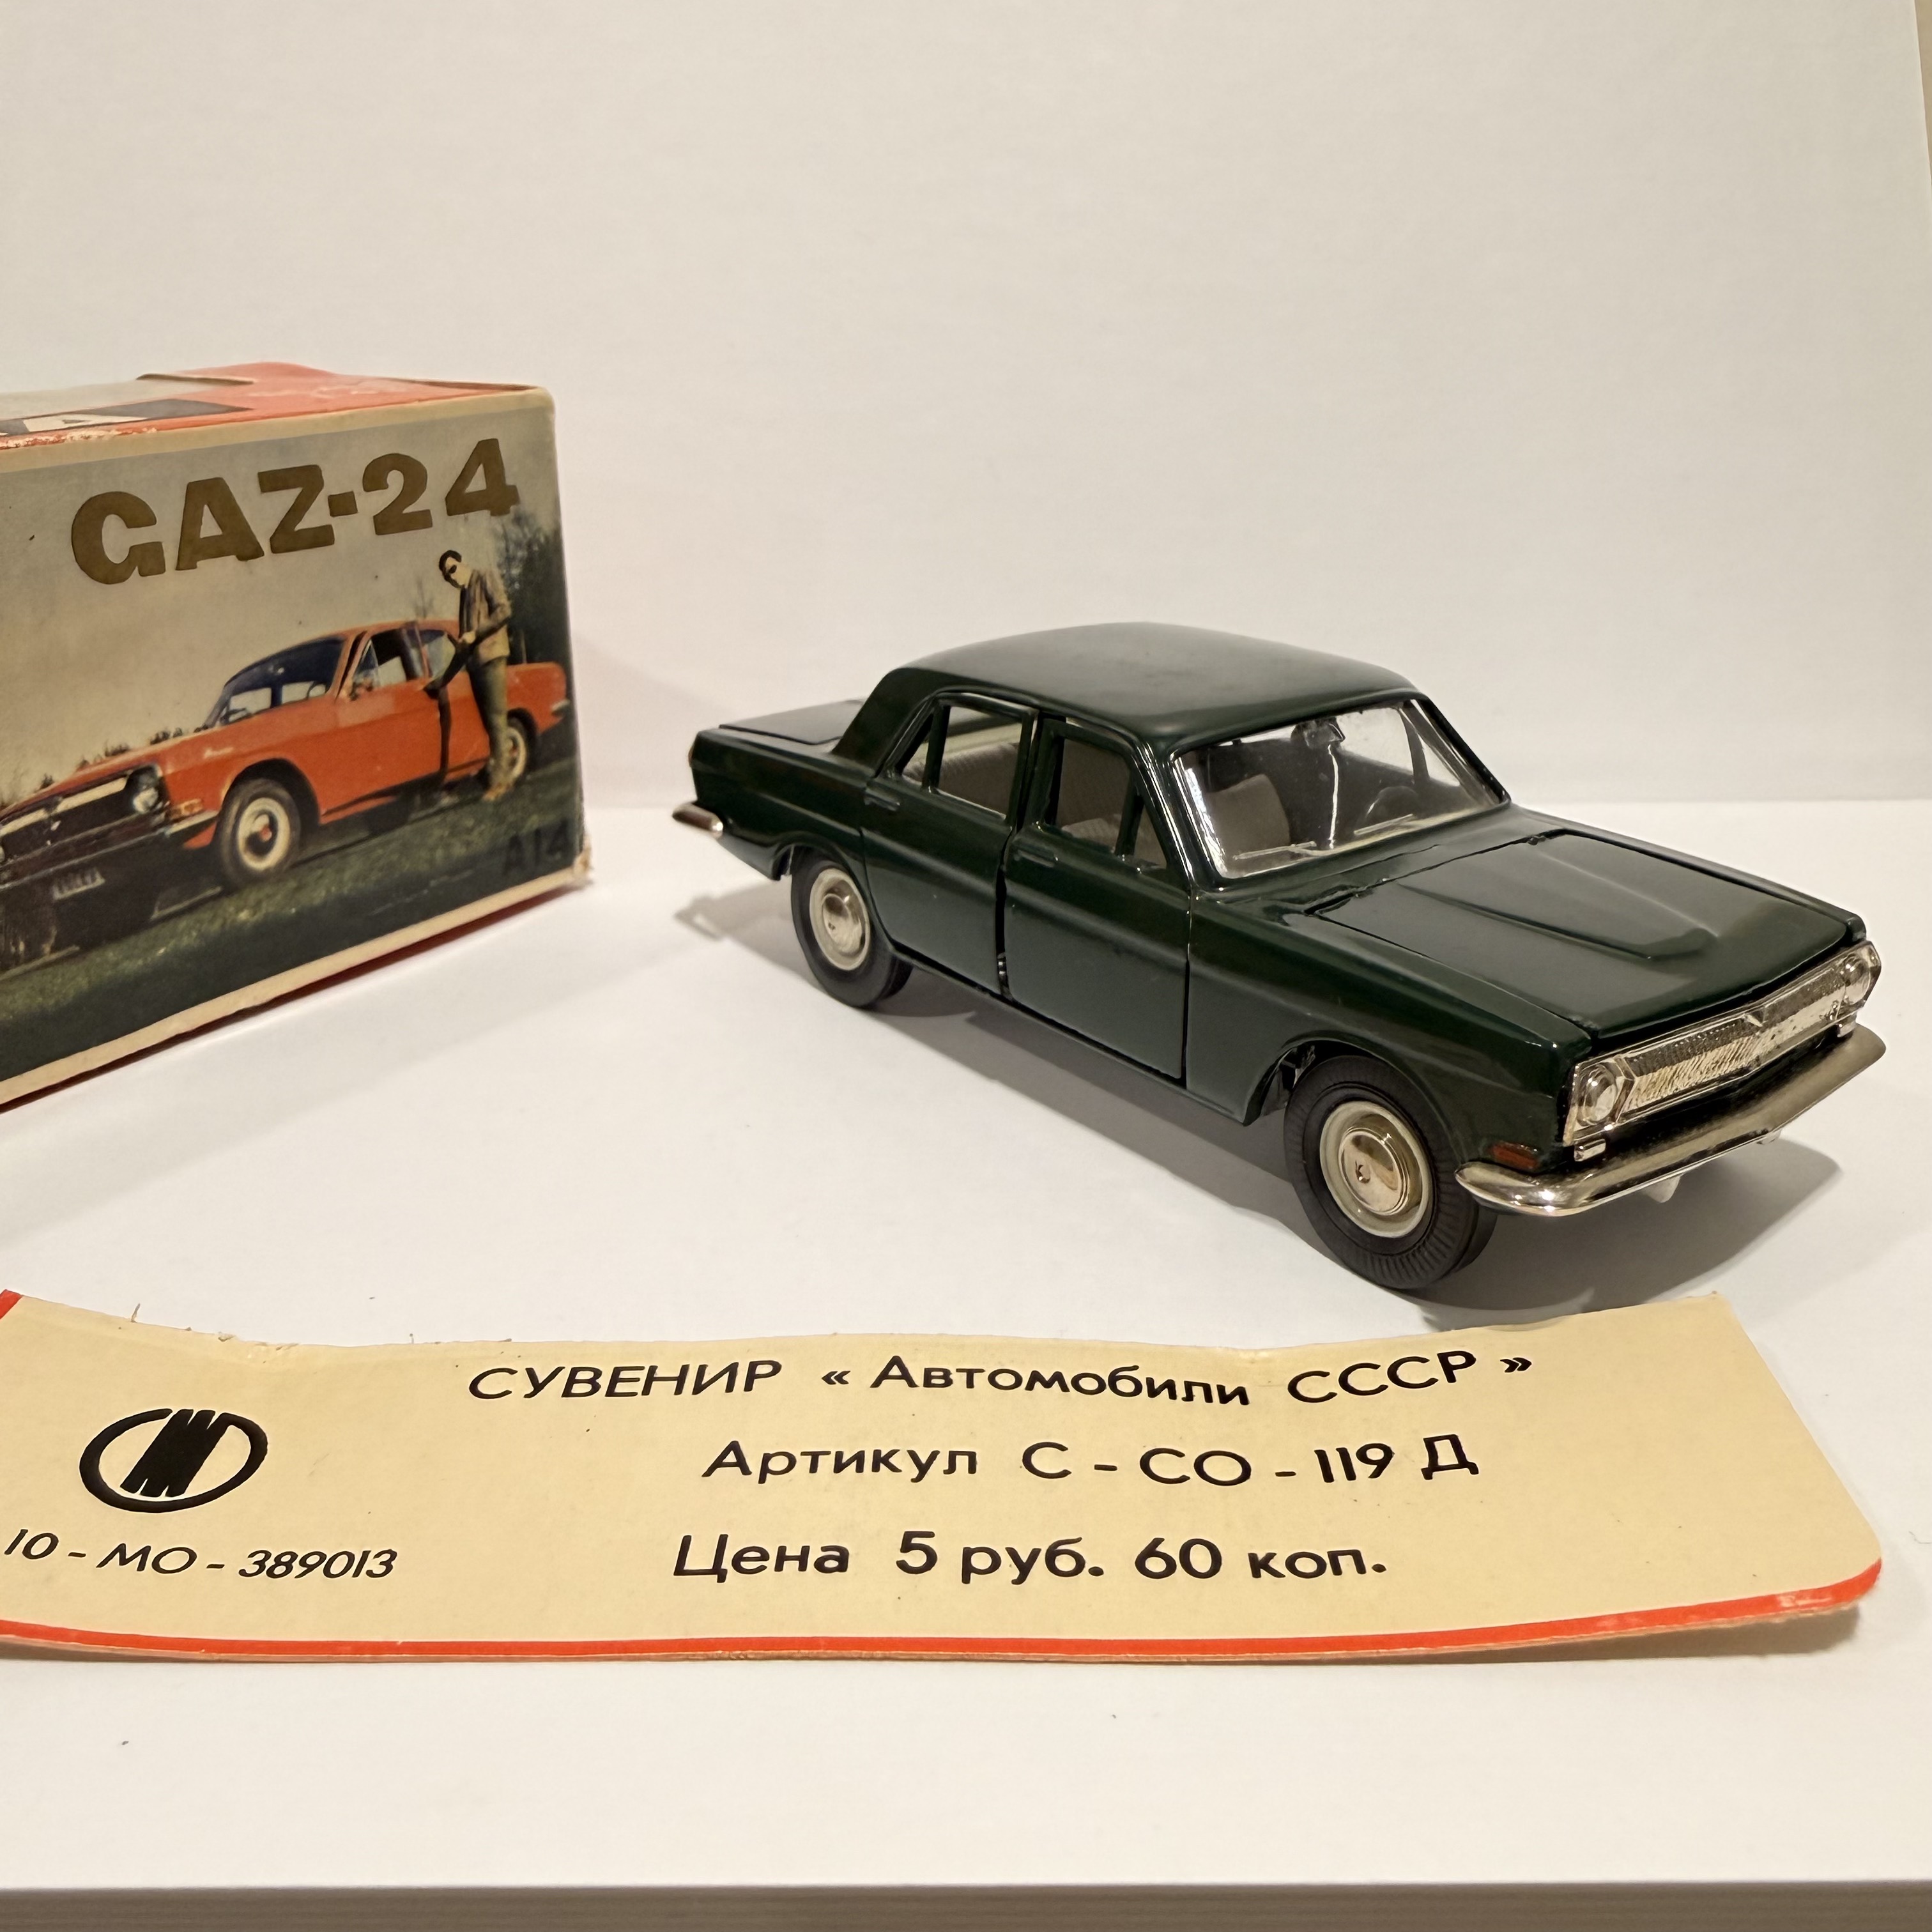 GAZ-24
A14
СУВЕНИР « Автомобили СССР »
Артикул С - СО - 119 Д
Цена 5 руб. 60 коп.
10 - МО - 389013